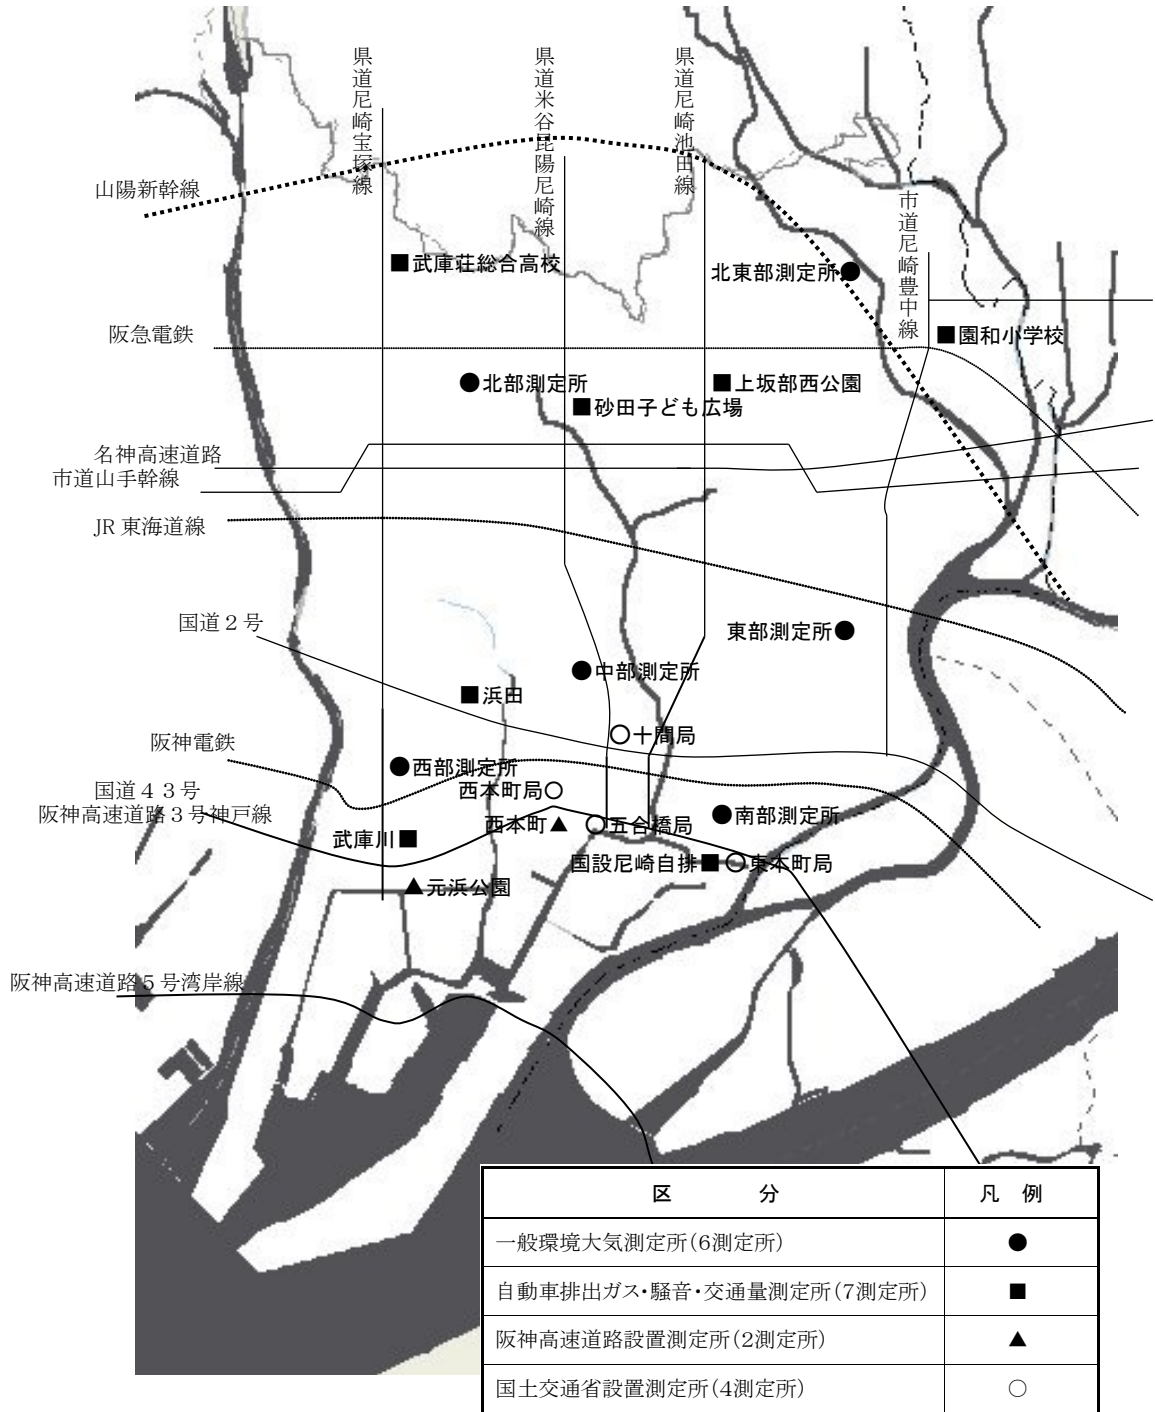 県道尼崎宝塚線
県道米谷昆陽尼崎線
県道尼崎池田線
山陽新幹線
市道尼崎豊中線
■武庫荘総合高校
北東部測定所●
阪急電鉄
■園和小学校
●北部測定所
■上坂部西公園
■砂田子ども広場
名神高速道路
市道山手幹線
JR東海道線
国道２号
東部測定所●
●中部測定所
■浜田
○十間局
阪神電鉄
●西部測定所
西本町局○
国道４３号
阪神高速道路３号神戸線
西本町▲
○五合橋局
●南部測定所
武庫川■
国設尼崎自排■
○東本町局
▲元浜公園
阪神高速道路５号湾岸線
区　分　凡　例
一般環境大気測定所(6測定所)　●
自動車排出ガス・騒音・交通量測定所(7測定所)　■
阪神高速道路設置測定所(2測定所)　▲
国土交通省設置測定所(4測定所)　○